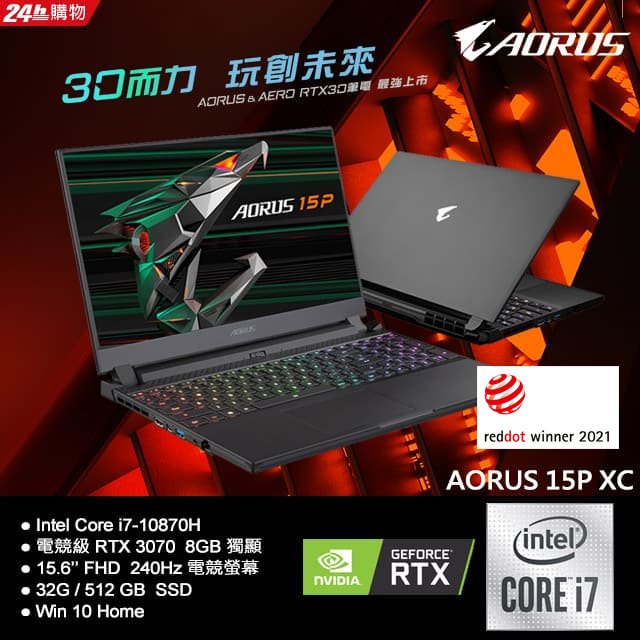 24h購物
AORUS
30而力 玩創未來
AORUS & AERO RTX30筆電 最強上市
AORUS 15P
AORUS
reddot winner 2021
AORUS 15P XC
● Intel Core i7-10870H
● 電競級 RTX 3070 8GB 獨顯
● 15.6” FHD 240Hz 電競螢幕
● 32G / 512 GB SSD
● Win 10 Home
NVIDIA
GEFORCE
RTX
intel
CORE i7